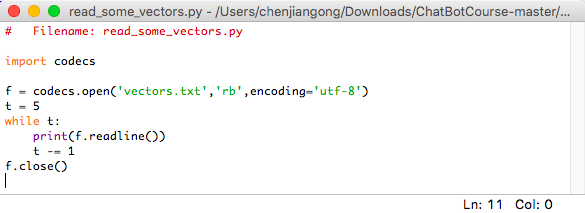 read_some_vectors.py - /Users/chenjiangong/Downloads/ChatBotCourse-master/...
#   Filename: read_some_vectors.py

import codecs

f = codecs.open('vectors.txt','rb',encoding='utf-8')
t = 5
while t:
    print(f.readline())
    t -= 1
f.close()

Ln: 11  Col: 0